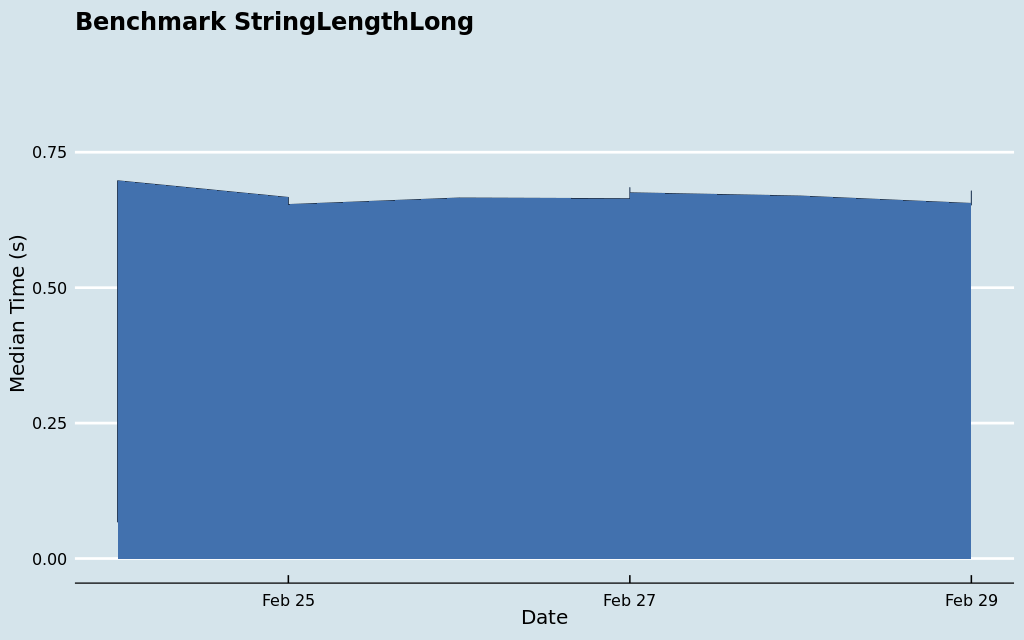 Benchmark StringLengthLong
0.75
0.50
0.25
0.00
Median Time (s)
Feb 25 Feb 27 Feb 29
Date